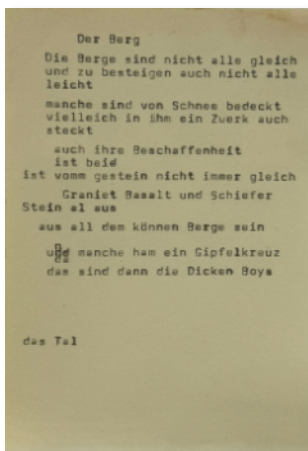 Der Berg
Die Berge sind nicht alle gleich
und zu besteigen auch nicht alle
leicht
manche sind von Schnee bedeckt
vielleich in ihm ein Zwerk auch
steckt
auch ihre Beschaffenheit
ist beid
ist vomm gestein nicht immer gleich
Graniet Basalt und Schiefer
Stein al aus
aus all dem können Berge sein
und manche ham ein Gipfelkreuz
das sind dann die Dicken Boys
das Tal